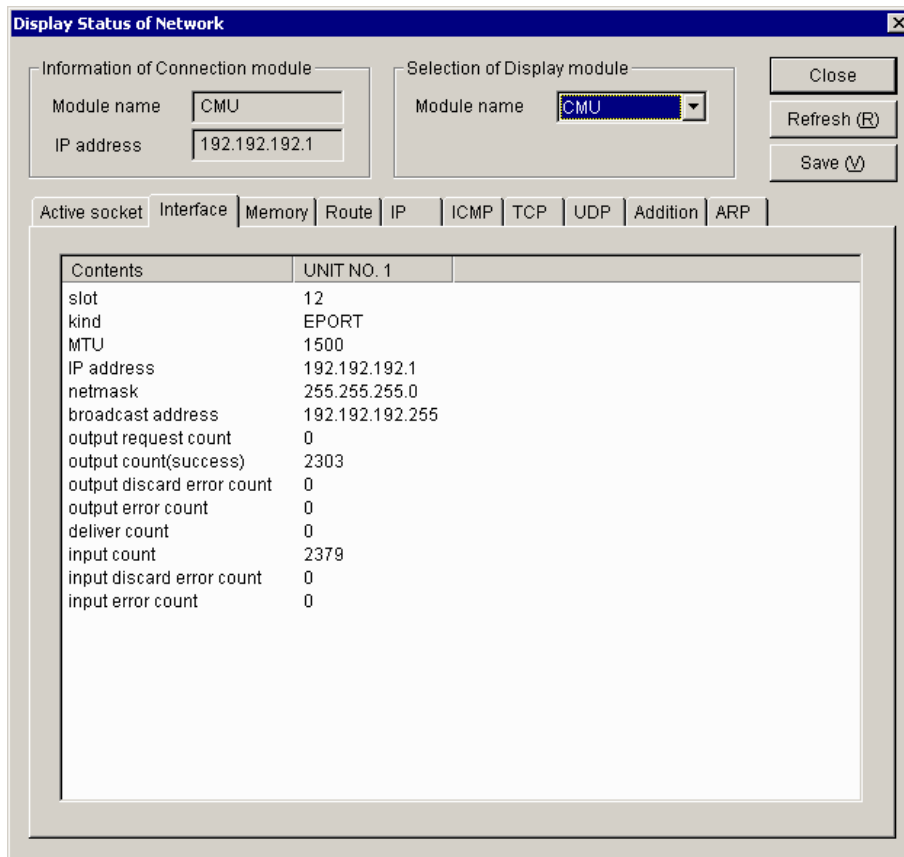 Display Status of Network
Information of Connection module
Module name CMU
IP address 192.192.192.1
Selection of Display module
Module name CMU
Close
Refresh (R)
Save (V)
Active socket Interface Memory Route IP ICMP TCP UDP Addition ARP
Contents UNIT NO. 1
slot 12
kind EPORT
MTU 1500
IP address 192.192.192.1
netmask 255.255.255.0
broadcast address 192.192.192.255
output request count 0
output count(success) 2303
output discard error count 0
output error count 0
deliver count 0
input count 2379
input discard error count 0
input error count 0